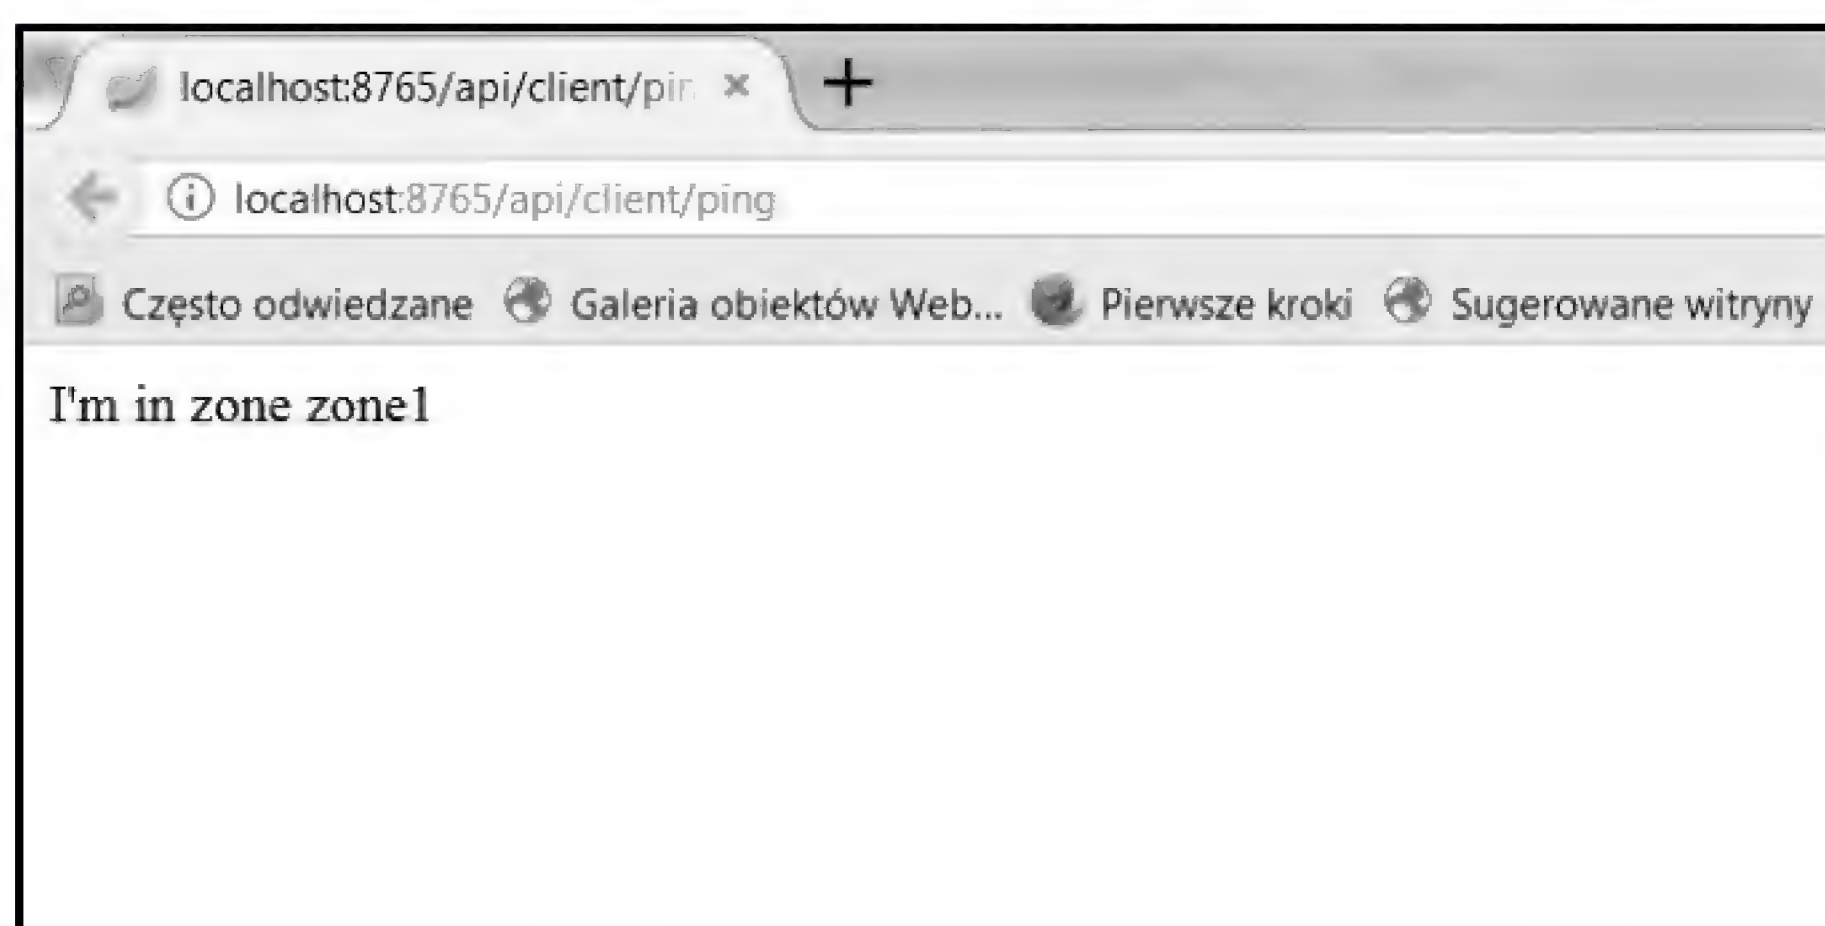 localhost:8765/api/client/pin
localhost:8765/api/client/ping
Często odwiedzane Galeria obiektów Web... Pierwsze kroki Sugerowane witryny
I'm in zone zone1